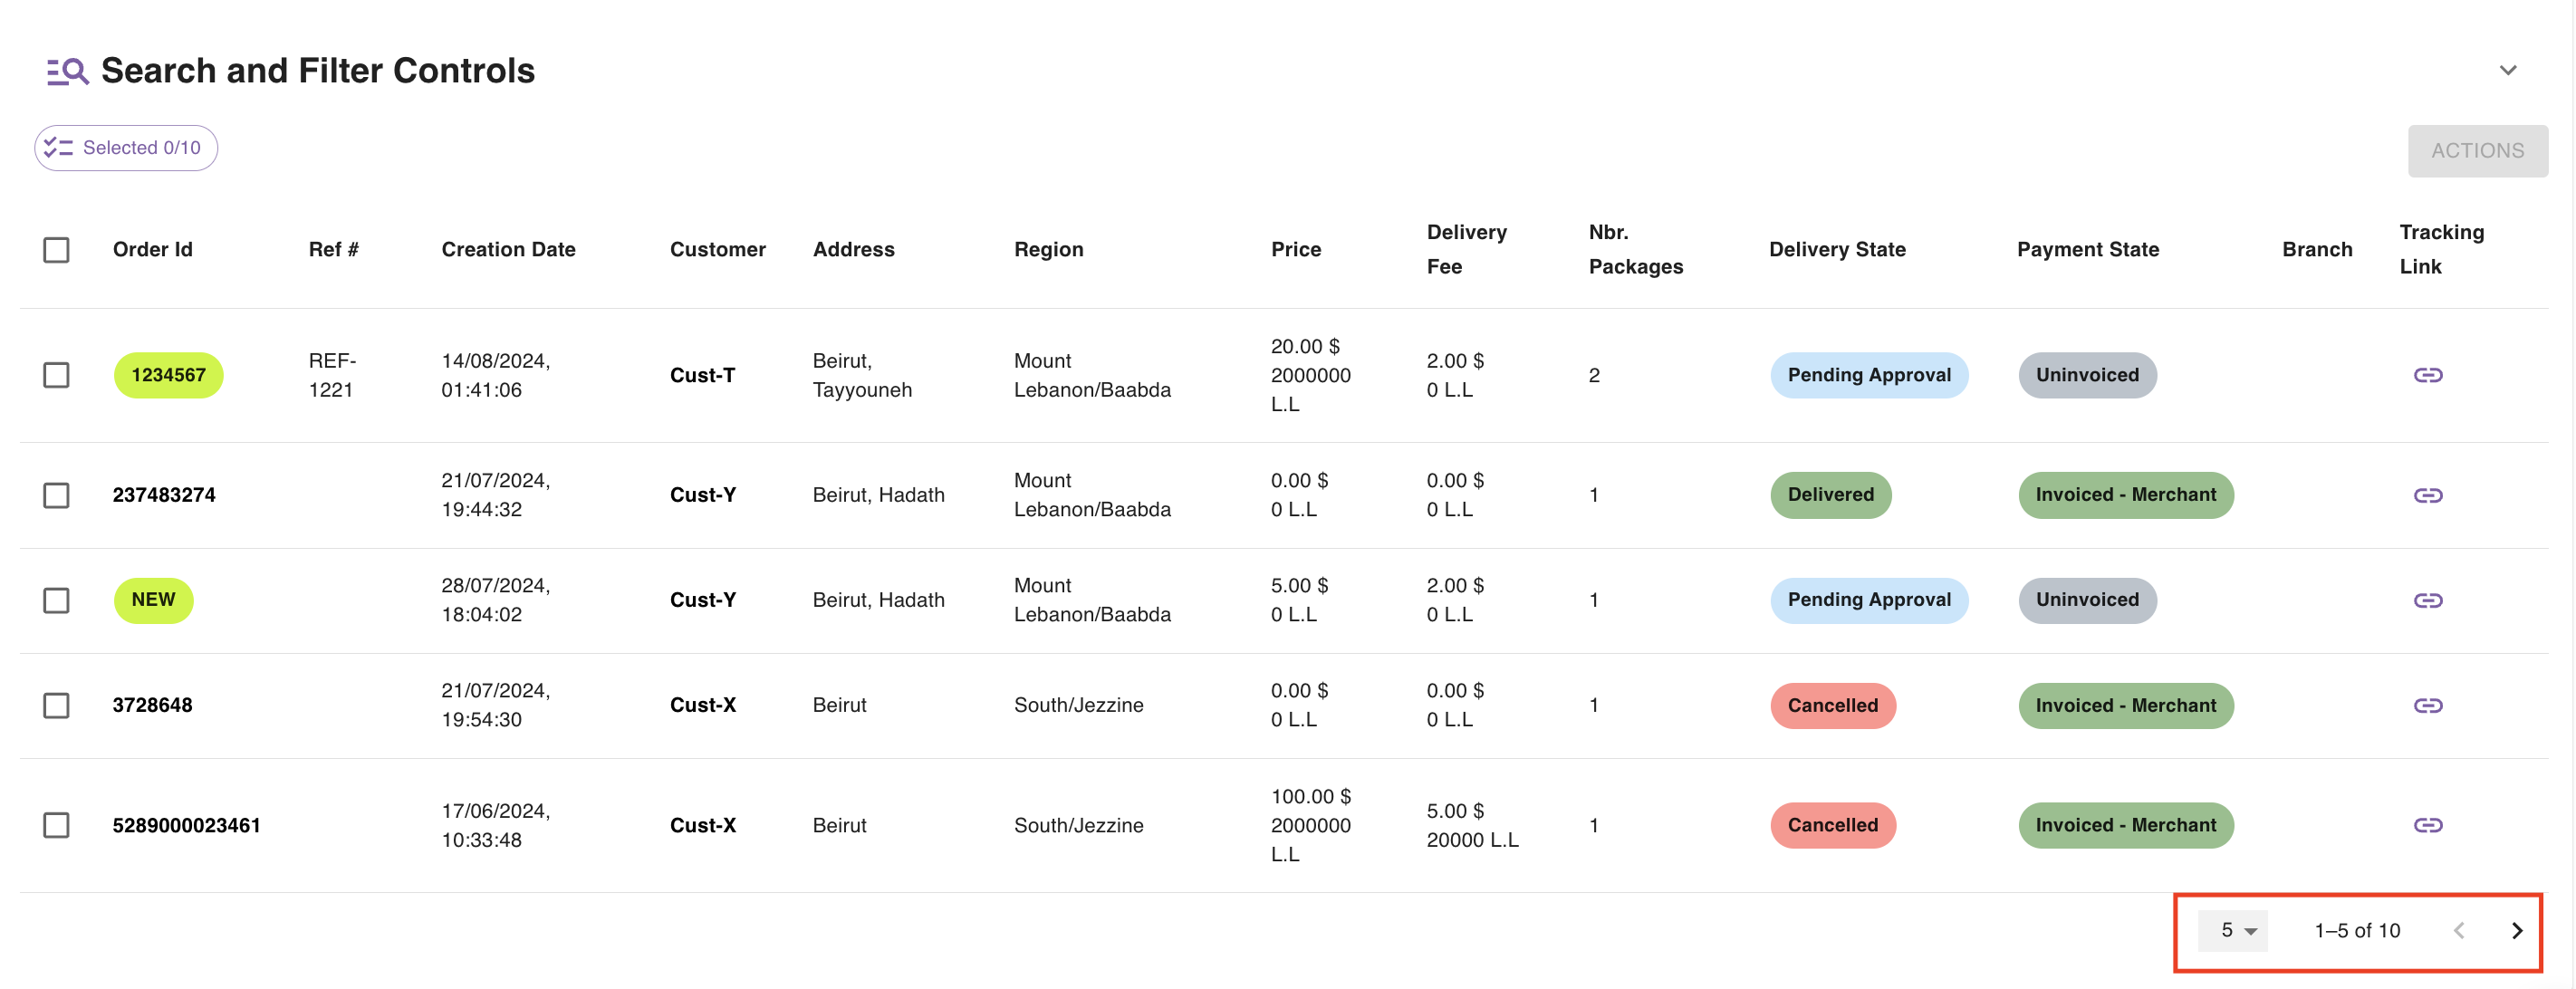 Search and Filter Controls
Selected 0/10
ACTIONS
Order Id Ref # Creation Date Customer Address Region Price Delivery Fee Nbr. Packages Delivery State Payment State Branch Tracking Link
1234567 REF-1221 14/08/2024, 01:41:06 Cust-T Beirut, Tayyouneh Mount Lebanon/Baabda 20.00 $ 2000000 L.L 2.00 $ 0 L.L 2 Pending Approval Uninvoiced
237483274 21/07/2024, 19:44:32 Cust-Y Beirut, Hadath Mount Lebanon/Baabda 0.00 $ 0 L.L 0.00 $ 0 L.L 1 Delivered Invoiced - Merchant
NEW 28/07/2024, 18:04:02 Cust-Y Beirut, Hadath Mount Lebanon/Baabda 5.00 $ 0 L.L 2.00 $ 0 L.L 1 Pending Approval Uninvoiced
3728648 21/07/2024, 19:54:30 Cust-X Beirut South/Jezzine 0.00 $ 0 L.L 0.00 $ 0 L.L 1 Cancelled Invoiced - Merchant
5289000023461 17/06/2024, 10:33:48 Cust-X Beirut South/Jezzine 100.00 $ 2000000 L.L 5.00 $ 20000 L.L 1 Cancelled Invoiced - Merchant
5 1–5 of 10